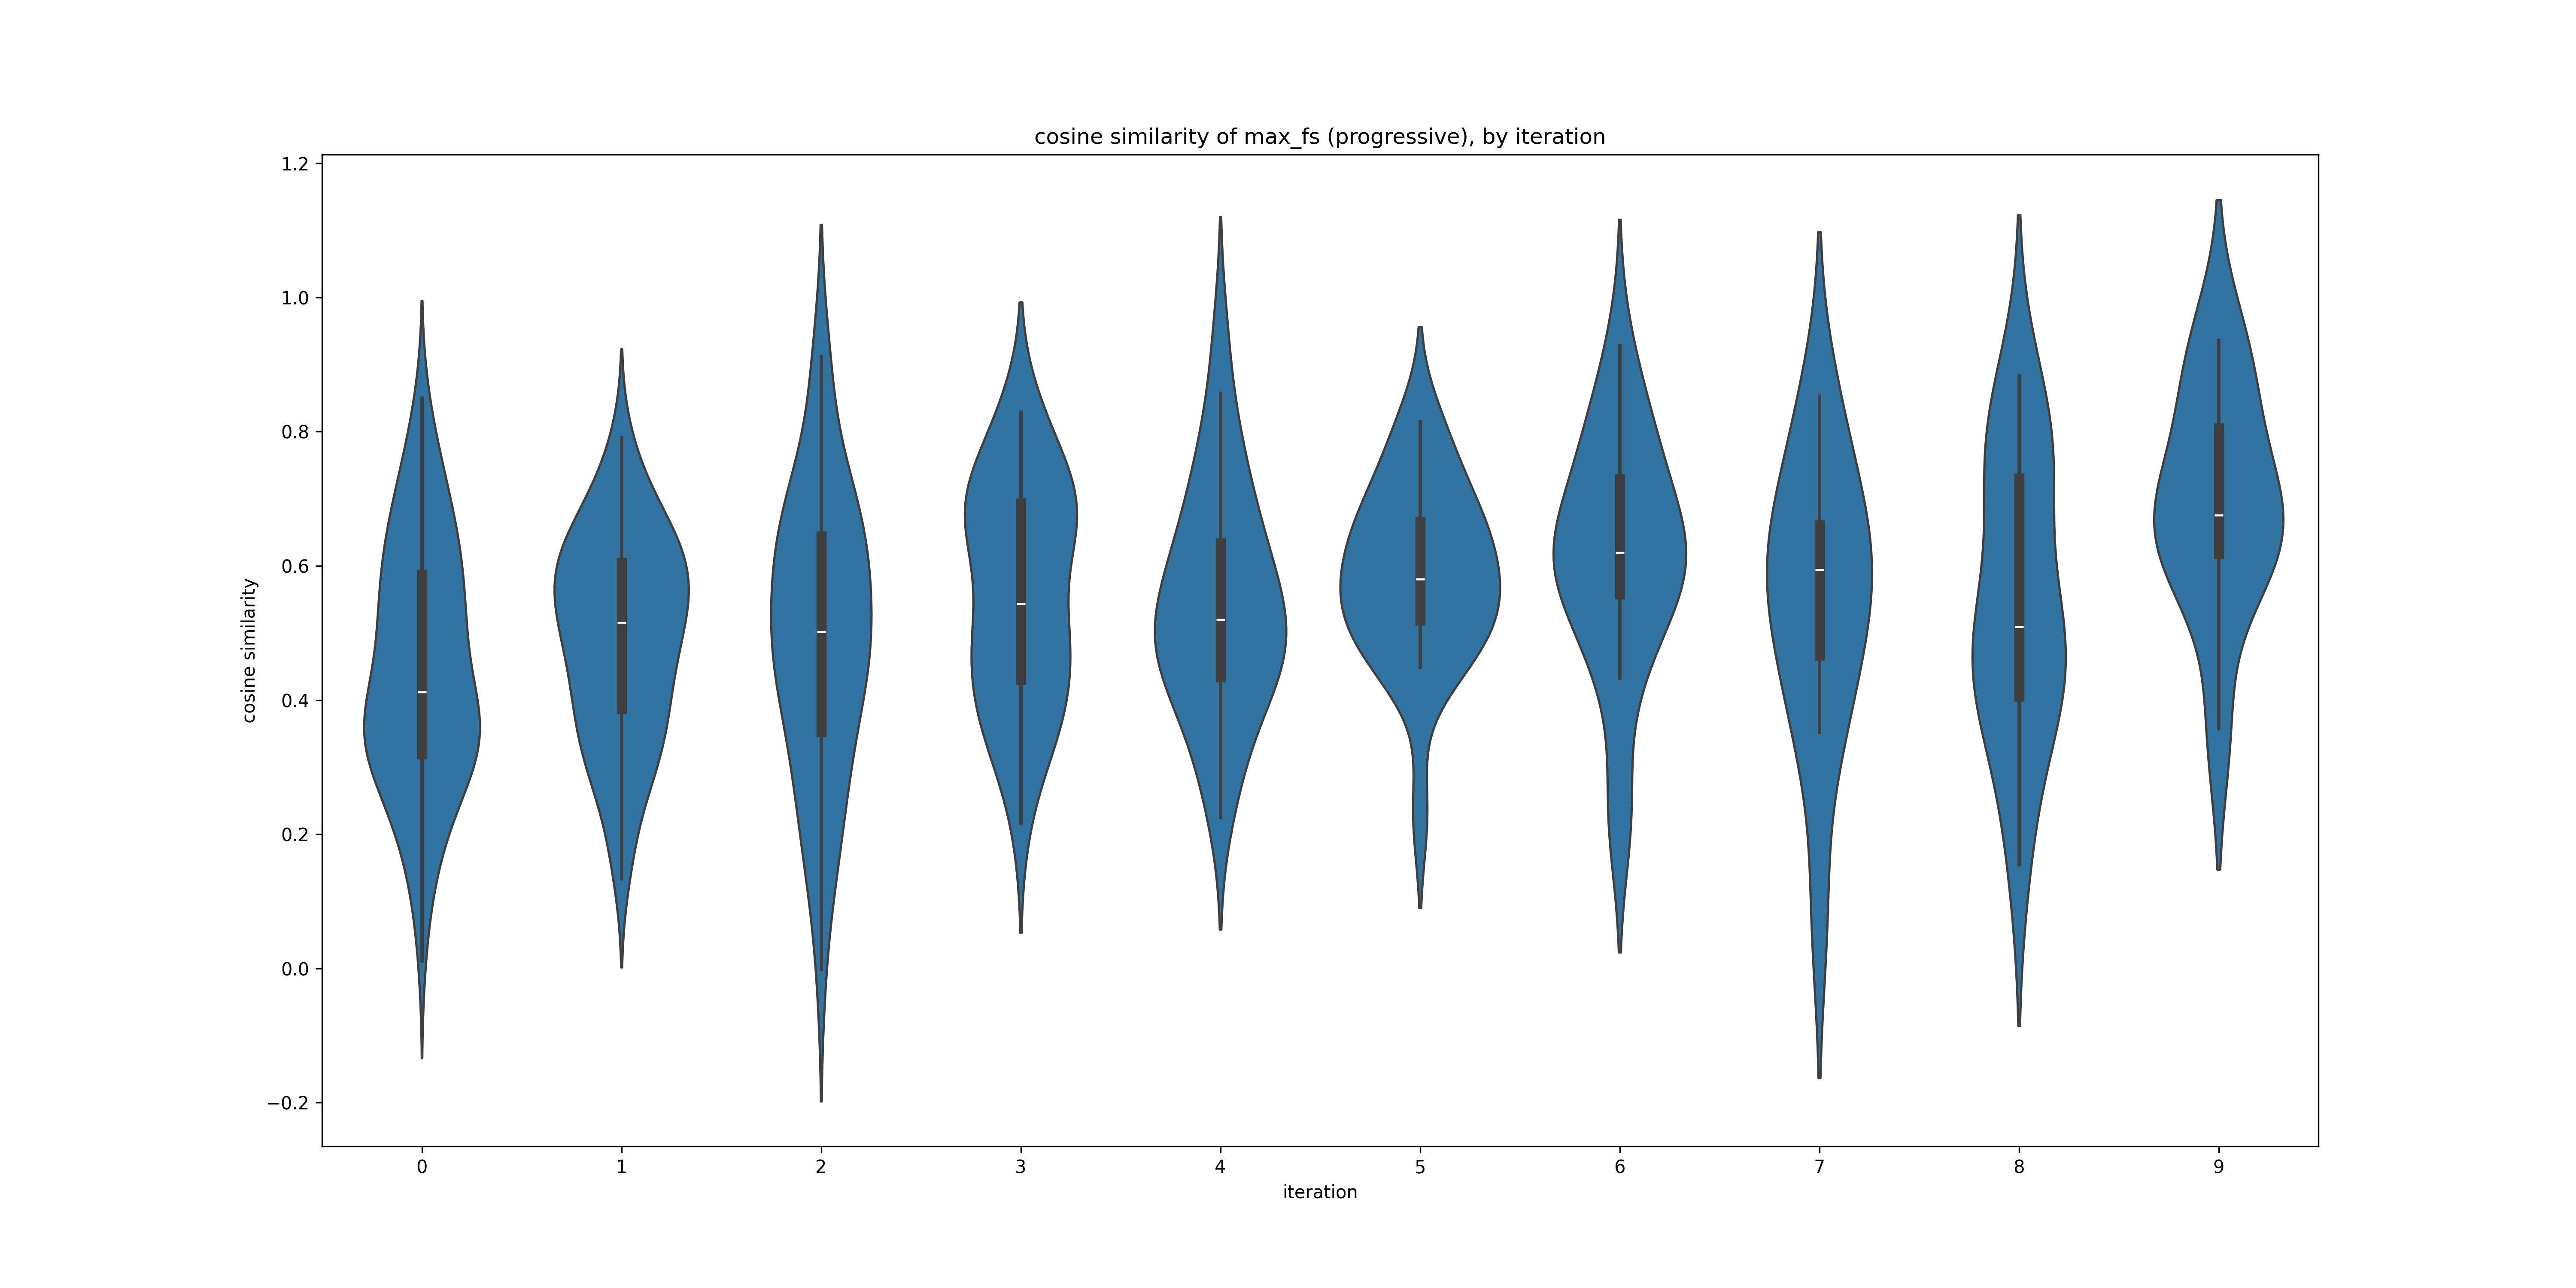 cosine similarity of max_fs (progressive), by iteration
1.2
1.0
0.8
0.6
0.4
0.2
0.0
−0.2
cosine similarity
0 1 2 3 4 5 6 7 8 9
iteration